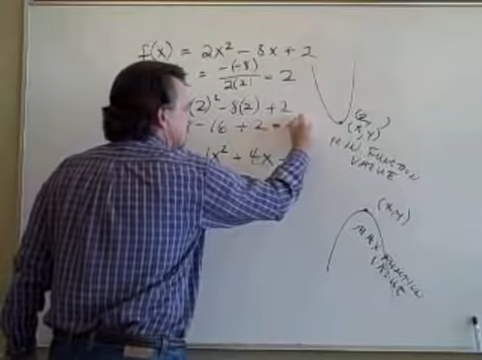 f(x) = 2x² - 8x + 2
= -(-8) / 2(2) = 2
(2)² - 8(2) + 2
- 16 + 2 = -
x² + 4x
(2,
(x,y)
MIN. FUNCTION
VALUE
(x,y)
MAX FUNCTION
VALUE